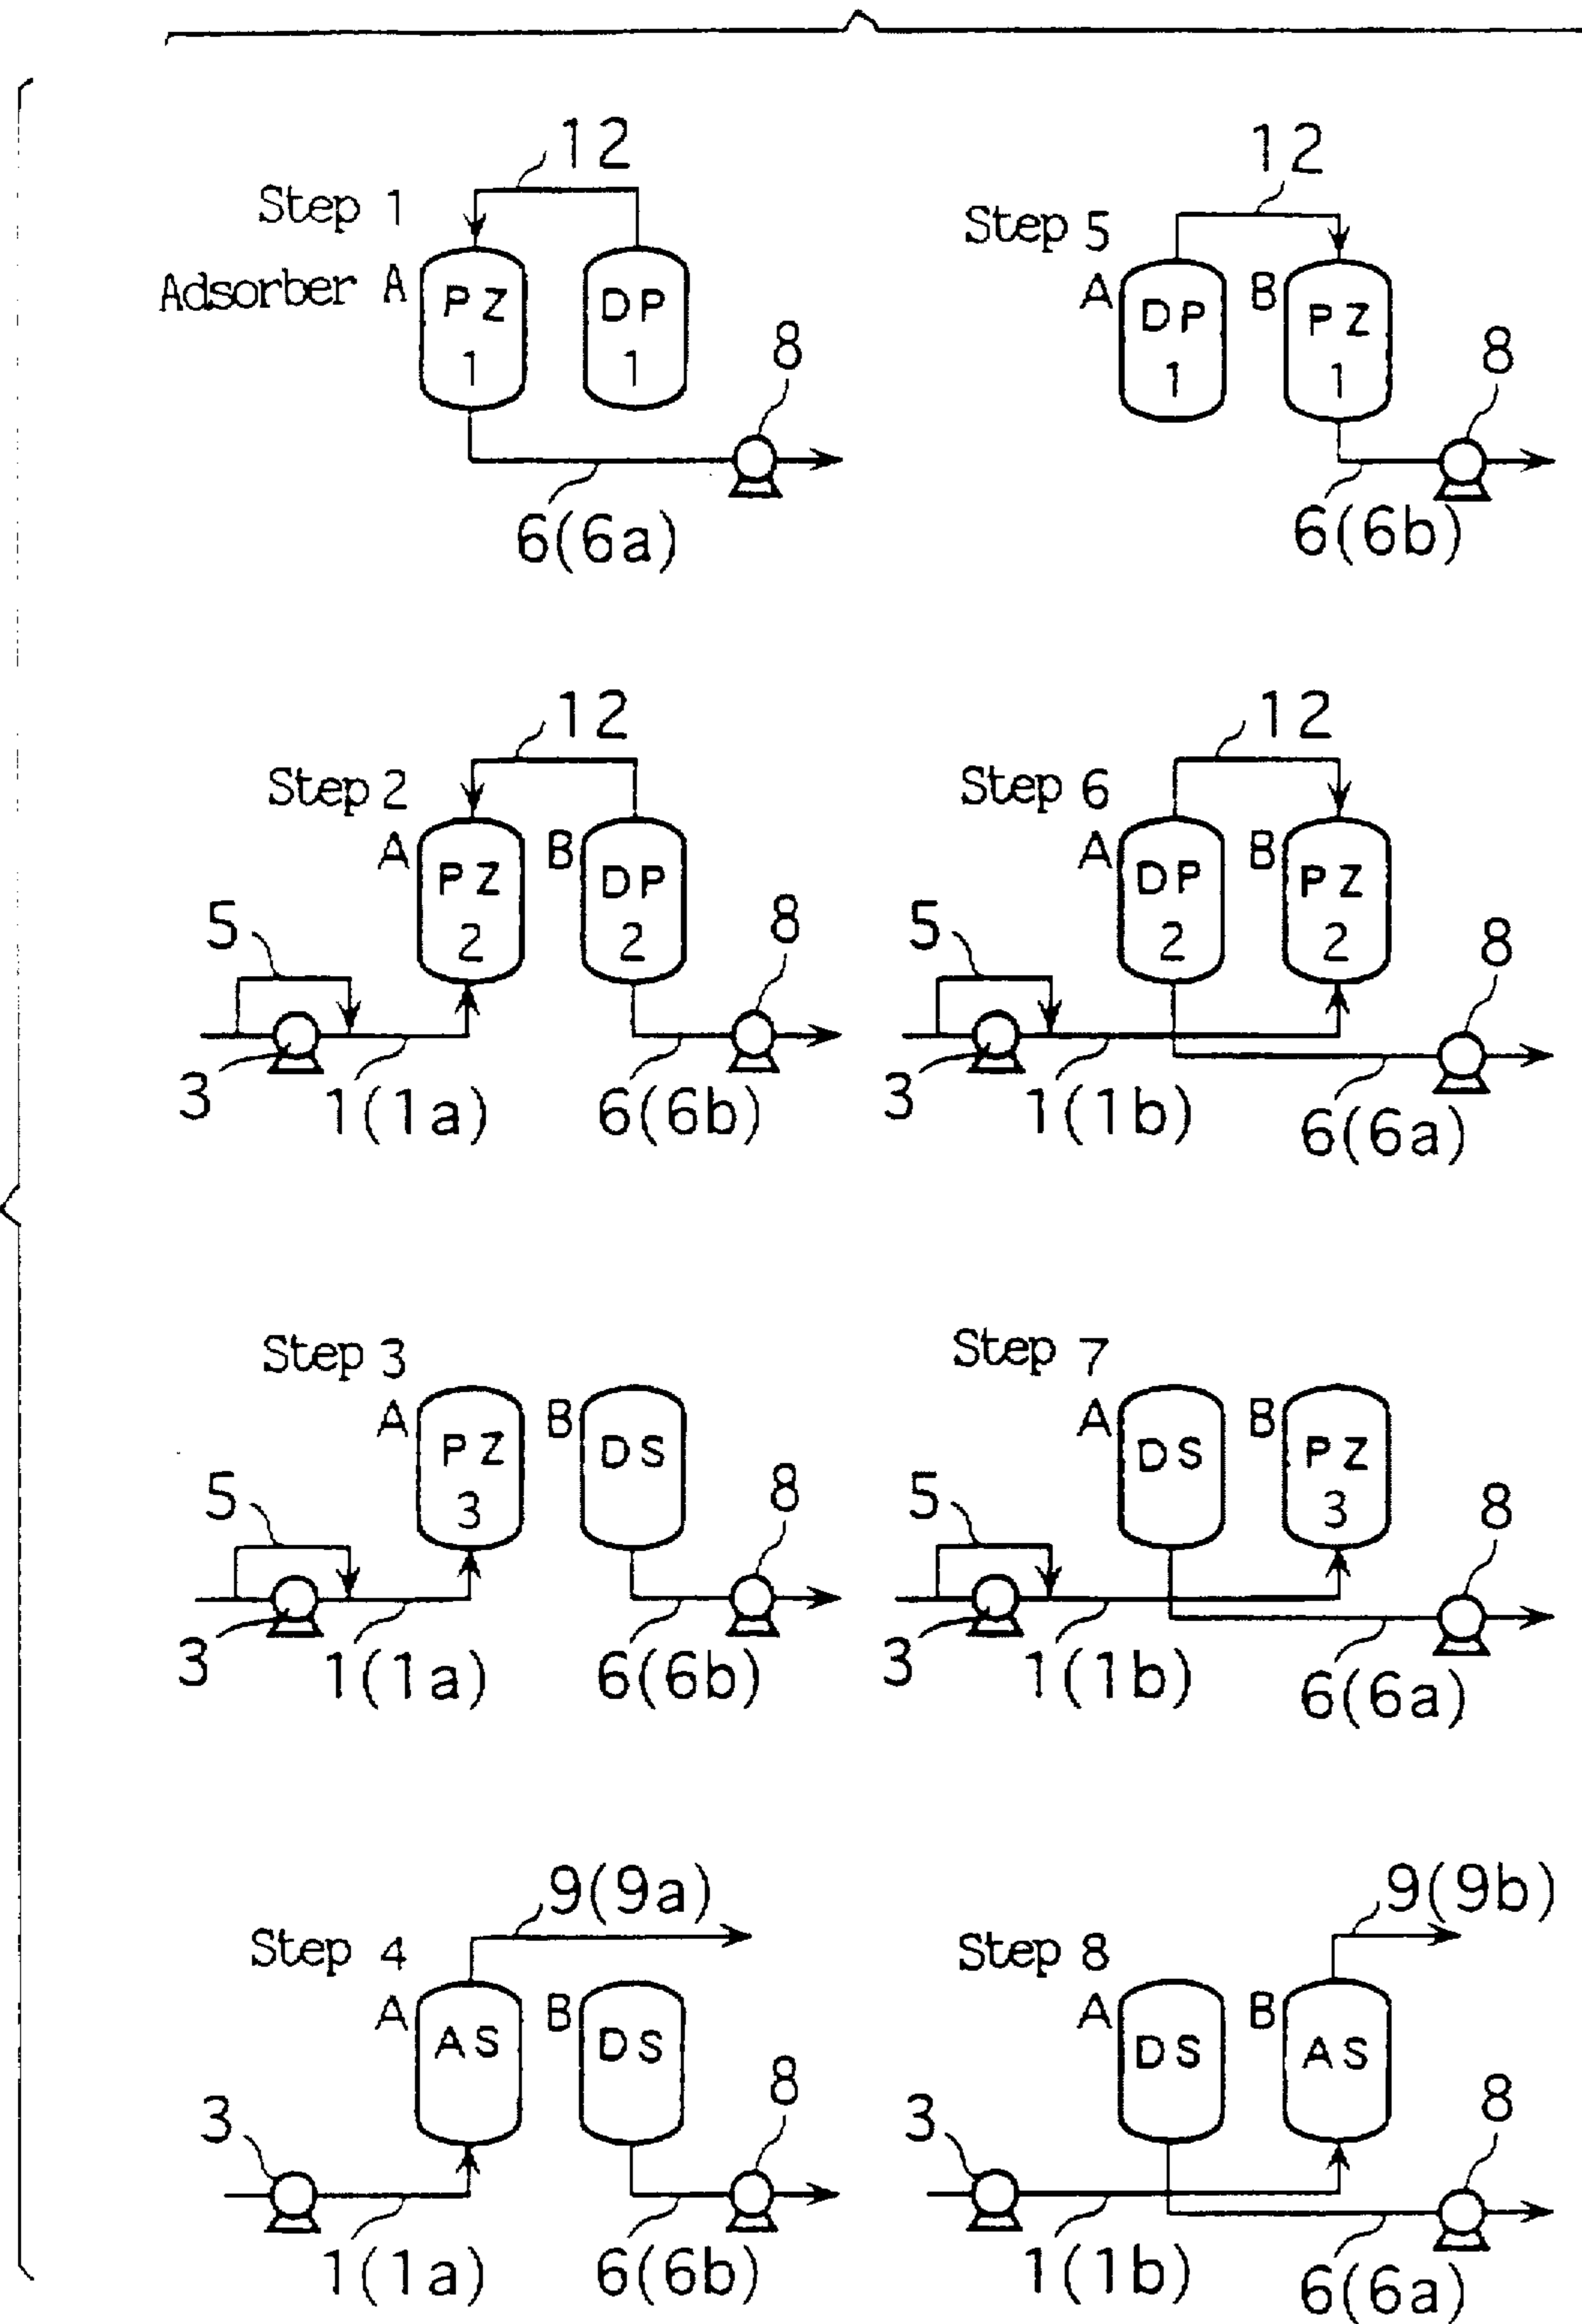 12
Step 1
Adsorber A
PZ
1
DP
1
8
6(6a)
12
Step 5
A
DP
1
B
PZ
1
8
6(6b)
12
Step 2
A
PZ
2
B
DP
2
5
8
3
1(1a)
6(6b)
12
Step 6
A
DP
2
B
PZ
2
5
8
3
1(1b)
6(6a)
Step 3
A
PZ
3
B
DS
5
8
3
1(1a)
6(6b)
Step 7
A
DS
B
PZ
3
5
8
3
1(1b)
6(6a)
9(9a)
Step 4
A
AS
B
DS
3
8
1(1a)
6(6b)
9(9b)
Step 8
A
DS
B
AS
3
8
1(1b)
6(6a)